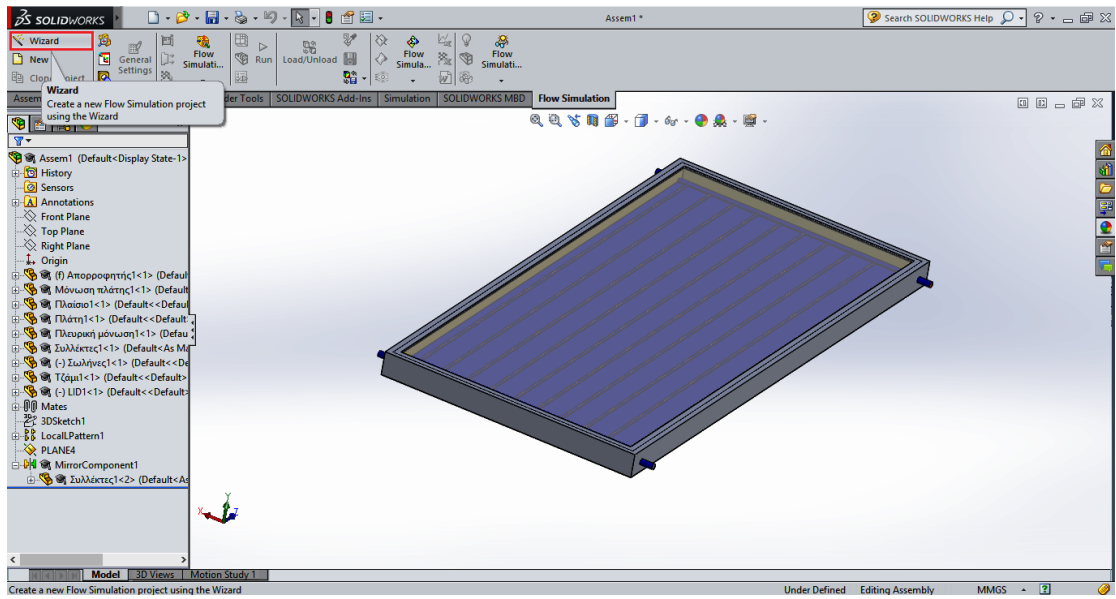 SOLIDWORKS
Assem1 *
Search SOLIDWORKS Help
Wizard
New
General Settings
Flow Simulati...
Run
Load/Unload
Flow Simula...
Flow Simulati...
Wizard
Create a new Flow Simulation project
using the Wizard
Assem
der Tools
SOLIDWORKS Add-Ins
Simulation
SOLIDWORKS MBD
Flow Simulation
Assem1 (Default<Display State-1>
History
Sensors
Annotations
Front Plane
Top Plane
Right Plane
Origin
(f) Απορροφητής1<1> (Defaul
Μόνωση πλάτης1<1> (Default
Πλαίσιο1<1> (Default<<Defaul
Πλάτη1<1> (Default<<Default
Πλευρική μόνωση1<1> (Defau
Συλλέκτες1<1> (Default<As Ma
(-) Σωλήνες1<1> (Default<<De
Τζάμι1<1> (Default<<Default>
(-) LID1<1> (Default<<Default>
Mates
3DSketch1
LocalLPattern1
PLANE4
MirrorComponent1
Συλλέκτες1<2> (Default<As
Y
X
Z
Model
3D Views
Motion Study 1
Create a new Flow Simulation project using the Wizard
Under Defined
Editing Assembly
MMGS